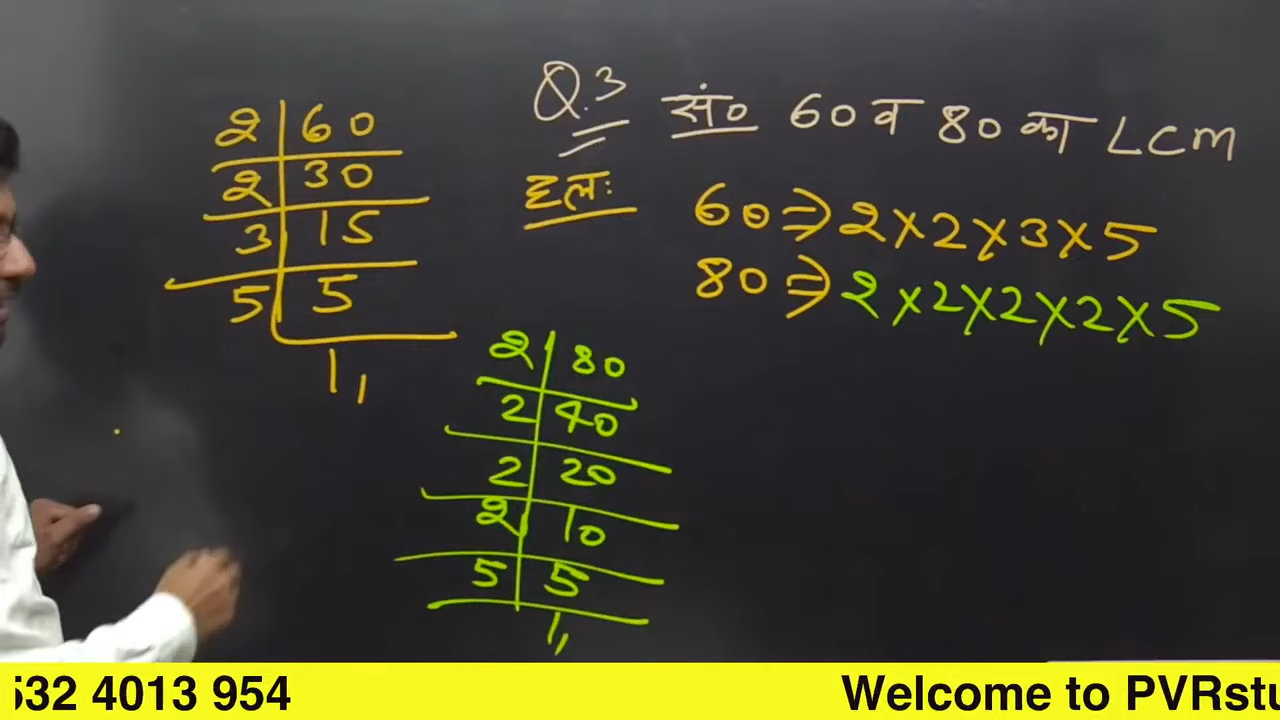 Q.3 सं० 60 व 80 का LCM
हल:
60 ⇒ 2×2×3×5
80 ⇒ 2×2×2×2×5
2 | 60
2 | 30
3 | 15
5 | 5
1,
2 | 80
2 | 40
2 | 20
2 | 10
5 | 5
1,
532 4013 954
Welcome to PVRstu